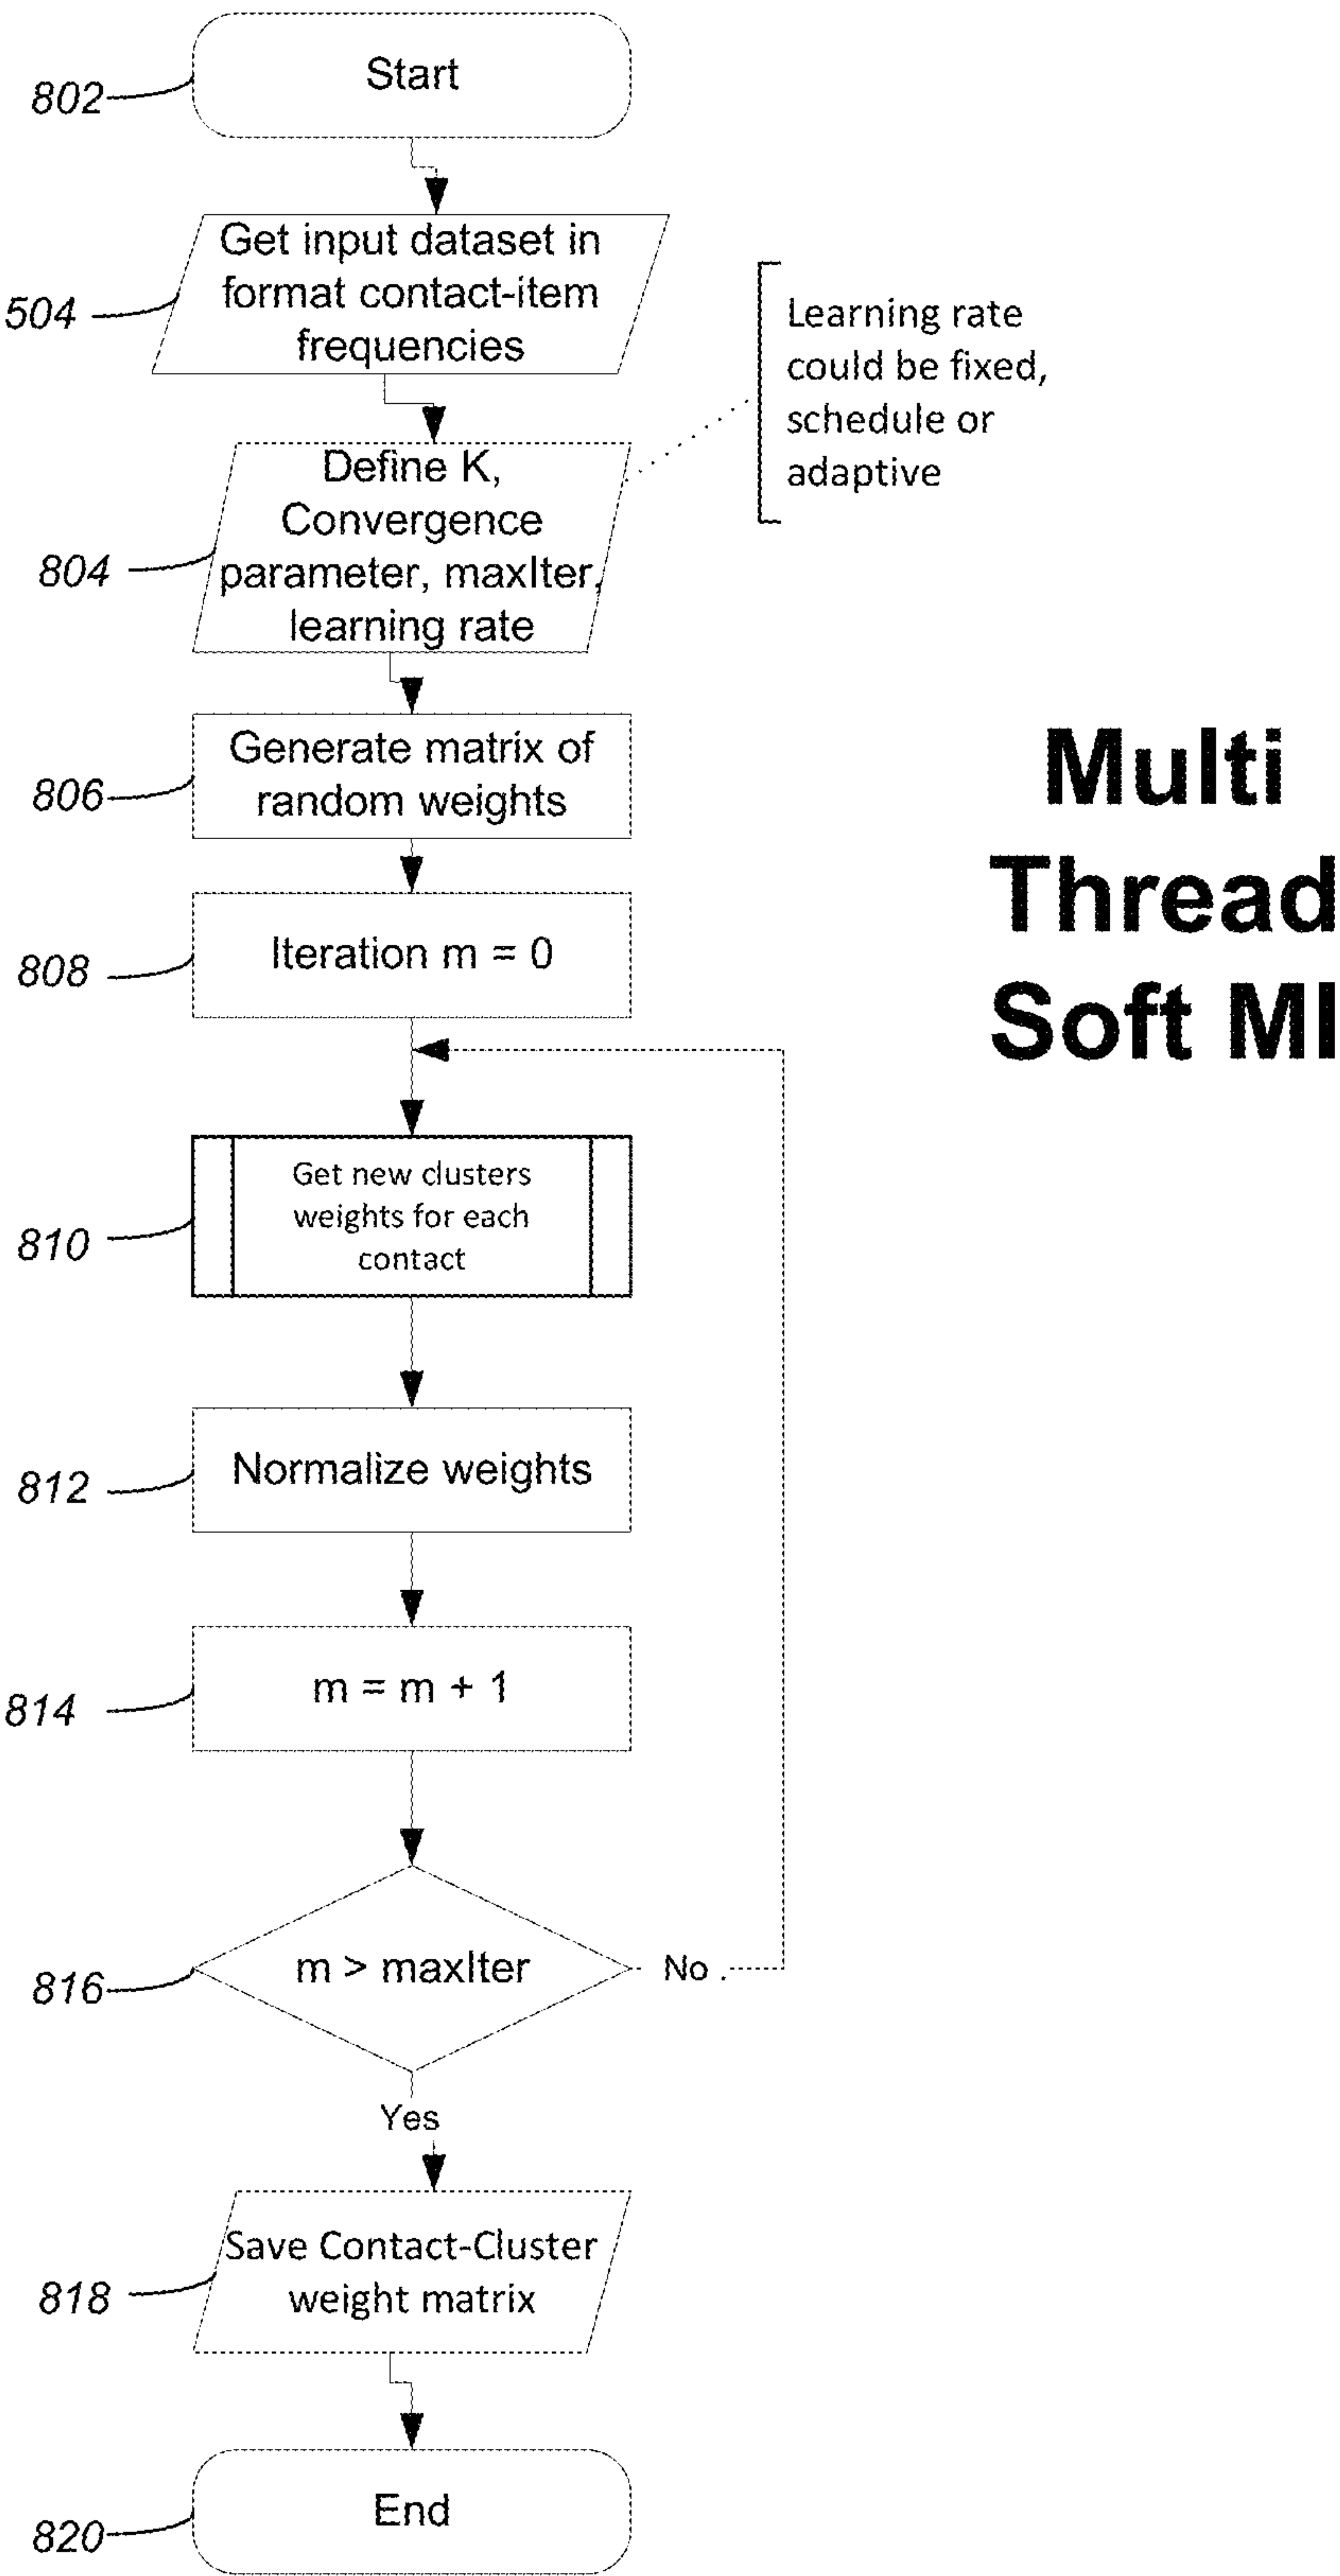 802
Start
504
Get input dataset in
format contact-item
frequencies
Learning rate
could be fixed,
schedule or
adaptive
804
Define K,
Convergence
parameter, maxIter,
learning rate
806
Generate matrix of
random weights
Multi
Thread
Soft MI
808
Iteration m = 0
810
Get new clusters
weights for each
contact
812
Normalize weights
814
m = m + 1
816
m > maxIter
No
Yes
818
Save Contact-Cluster
weight matrix
820
End